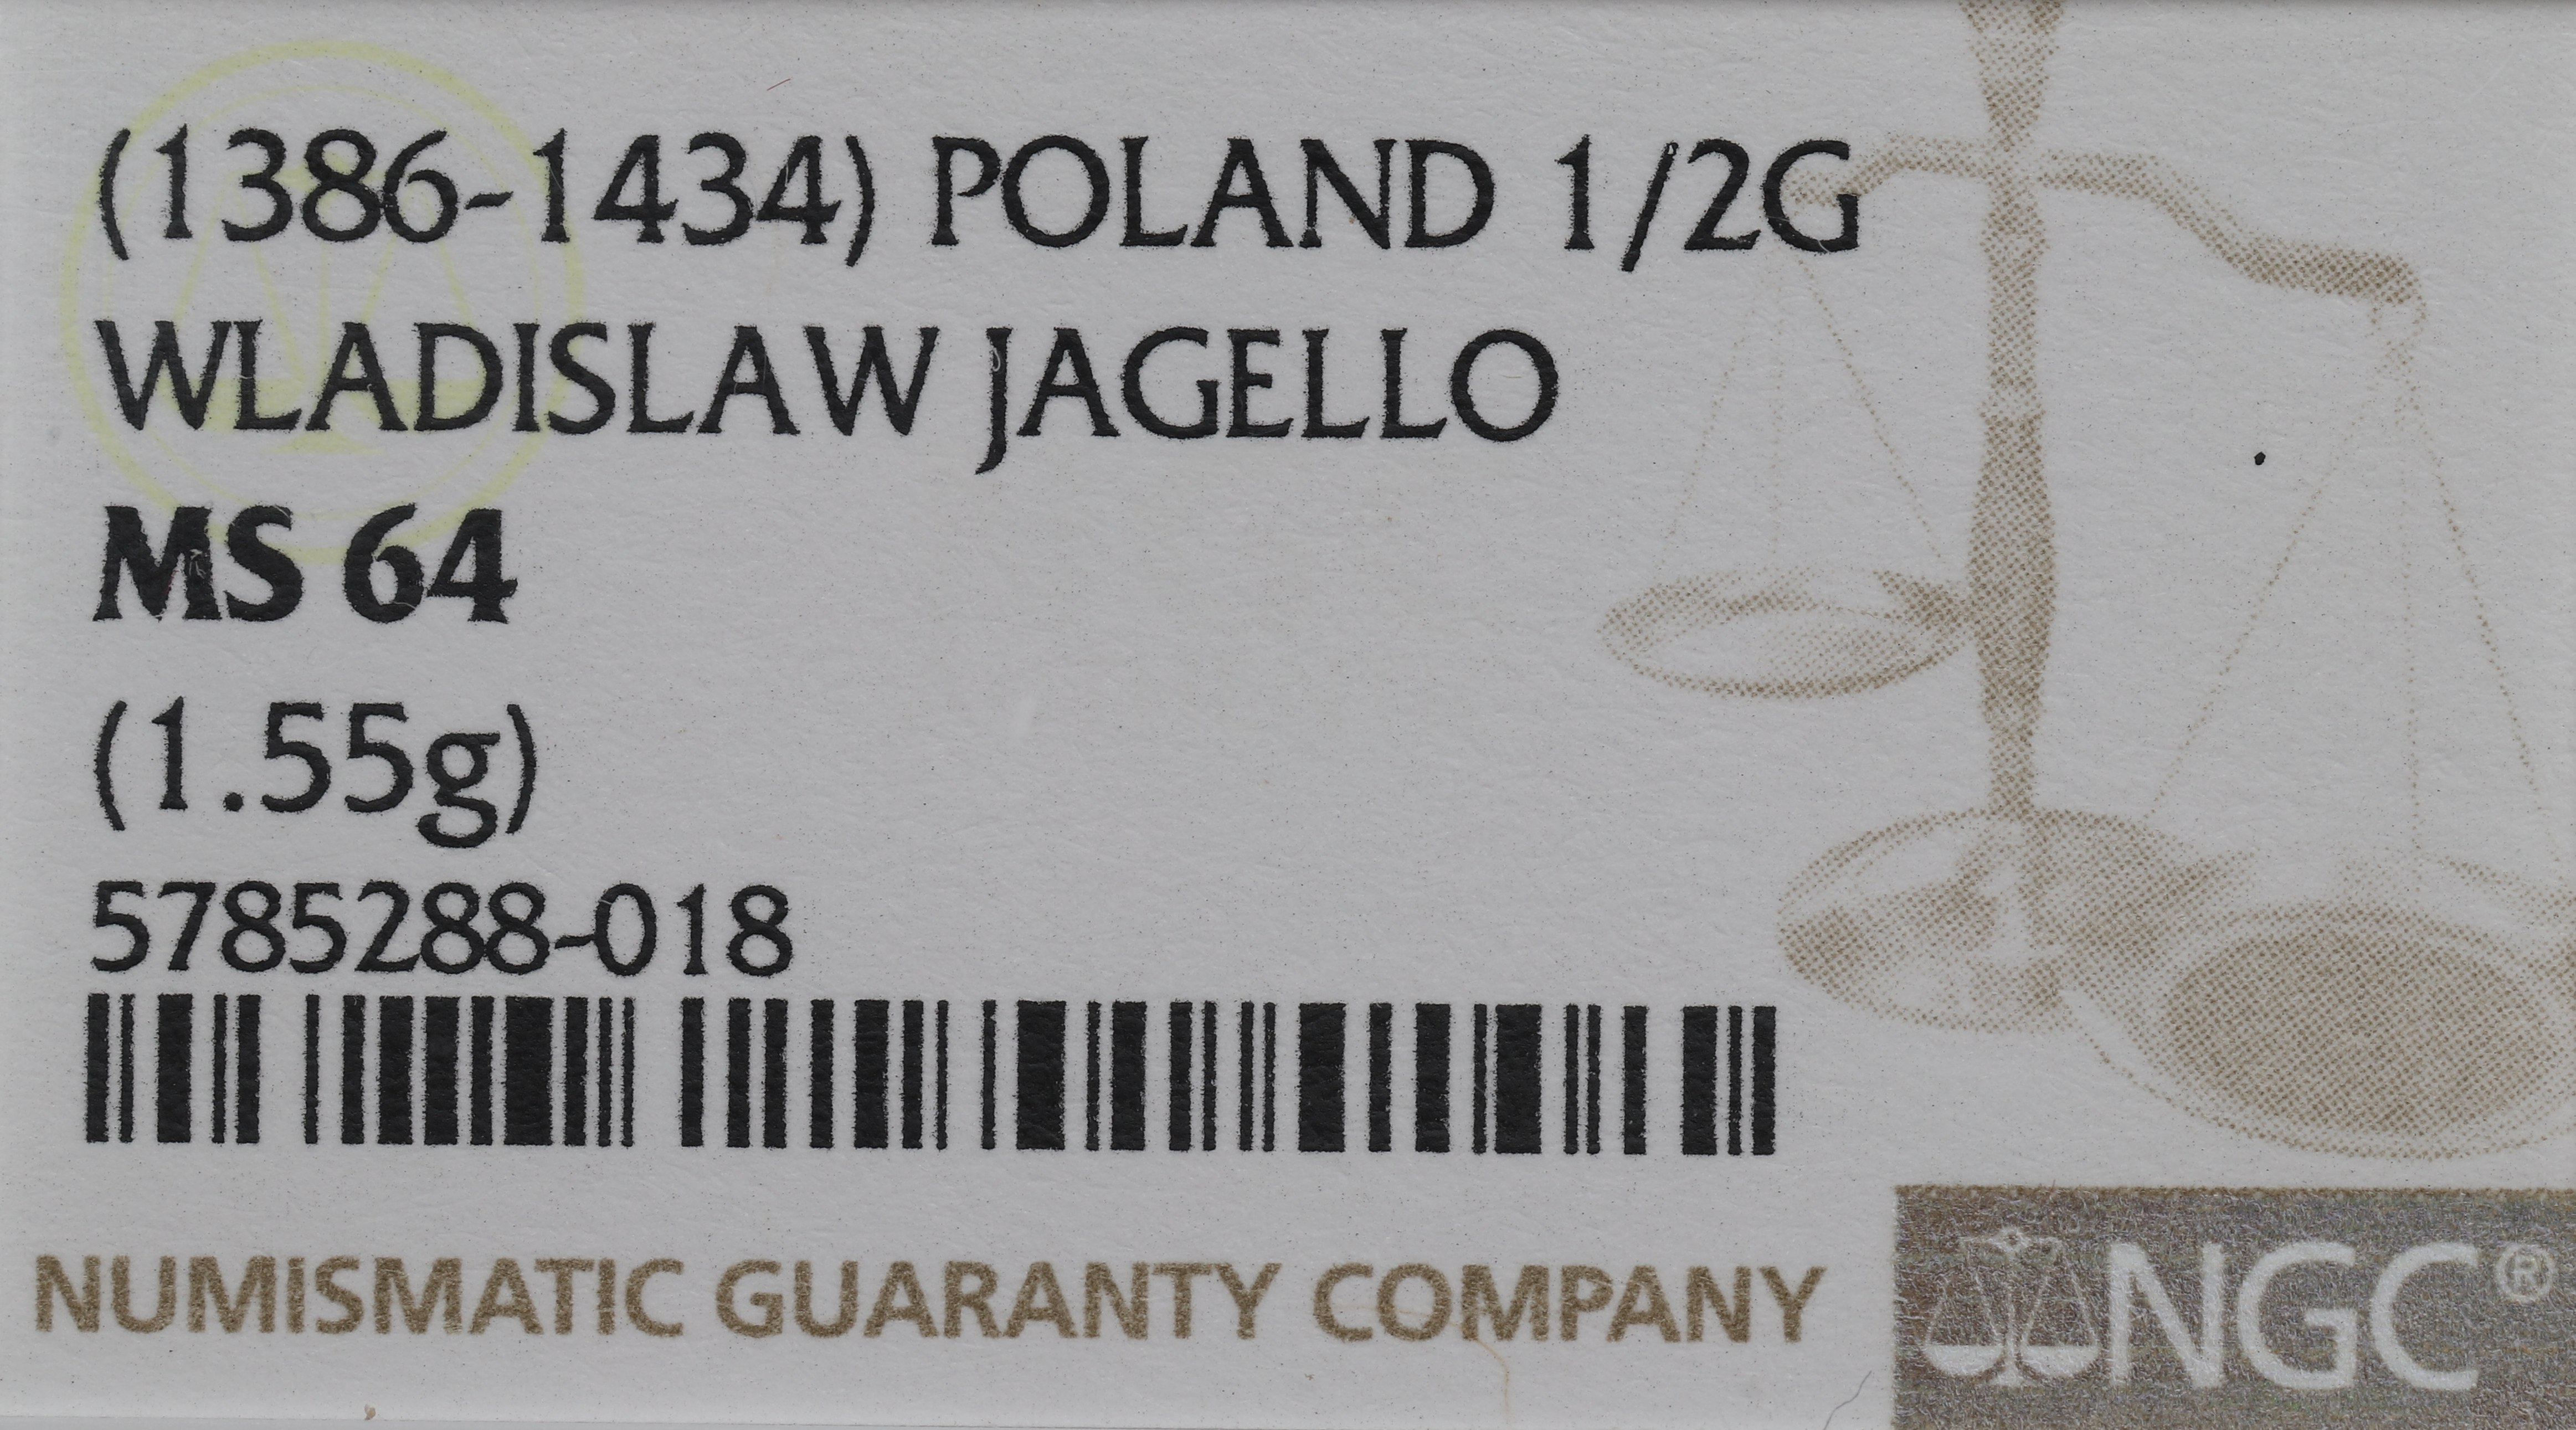 (1386-1434) POLAND 1/2G
WLADISLAW JAGELLO
MS 64
(1.55g)
5785288-018
NUMISMATIC GUARANTY COMPANY
NGC®